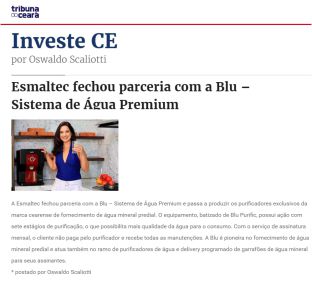 tribuna
doceará
Investe CE
por Oswaldo Scaliotti
Esmaltec fechou parceria com a Blu –
Sistema de Água Premium
A Esmaltec fechou parceria com a Blu – Sistema de Água Premium e passa a produzir os purificadores exclusivos da
marca cearense de fornecimento de água mineral predial. O equipamento, batizado de Blu Purific, possui ação com
sete estágios de purificação, o que possibilita mais qualidade da água para o consumo. Com o serviço de assinatura
mensal, o cliente não paga pelo purificador e recebe todas as manutenções. A Blu é pioneira no fornecimento de água
mineral predial e atua também no ramo de purificadores de água e delivery programado de garrafões de água mineral
para seus assinantes.
* postado por Oswaldo Scaliotti